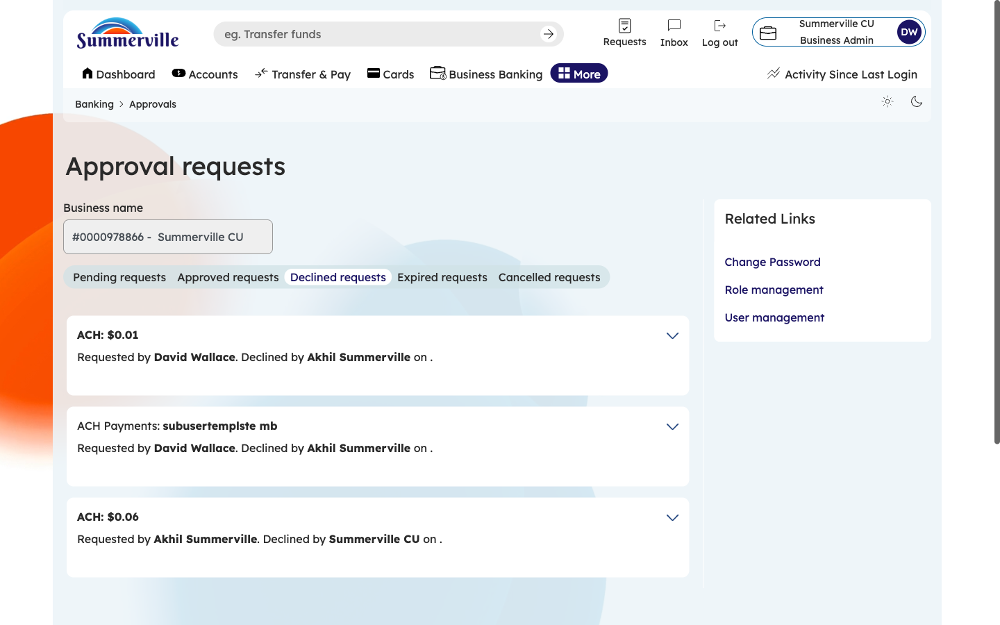 Summerville
eg. Transfer funds
Requests
Inbox
Log out
Summerville CU
Business Admin
DW
Dashboard
Accounts
Transfer & Pay
Cards
Business Banking
More
Activity Since Last Login
Banking > Approvals
Approval requests
Business name
#0000978866 - Summerville CU
Pending requests
Approved requests
Declined requests
Expired requests
Cancelled requests
ACH: $0.01
Requested by David Wallace. Declined by Akhil Summerville on .
ACH Payments: subusertemplste mb
Requested by David Wallace. Declined by Akhil Summerville on .
ACH: $0.06
Requested by Akhil Summerville. Declined by Summerville CU on .
Related Links
Change Password
Role management
User management